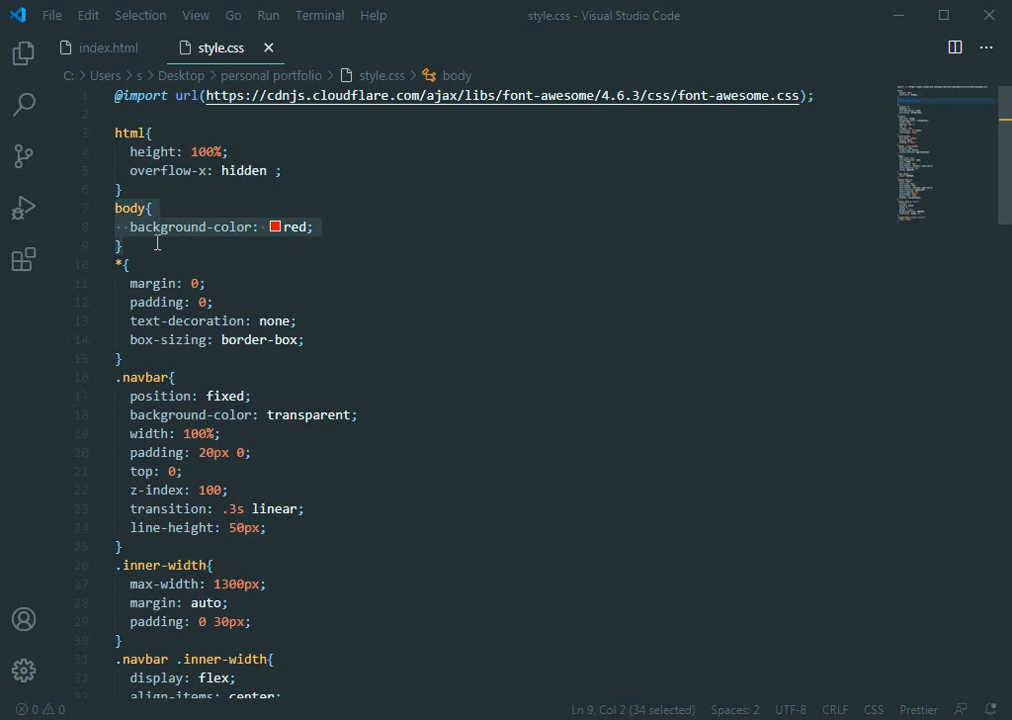 File Edit Selection View Go Run Terminal Help style.css - Visual Studio Code
index.html style.css
C: > Users > s > Desktop > personal portfolio > style.css > body
1 @import url(https://cdnjs.cloudflare.com/ajax/libs/font-awesome/4.6.3/css/font-awesome.css);
2
3 html{
4 height: 100%;
5 overflow-x: hidden ;
6 }
7 body{
8 background-color: red;
9 }
10 *{
11 margin: 0;
12 padding: 0;
13 text-decoration: none;
14 box-sizing: border-box;
15 }
16 .navbar{
17 position: fixed;
18 background-color: transparent;
19 width: 100%;
20 padding: 20px 0;
21 top: 0;
22 z-index: 100;
23 transition: .3s linear;
24 line-height: 50px;
25 }
26 .inner-width{
27 max-width: 1300px;
28 margin: auto;
29 padding: 0 30px;
30 }
31 .navbar .inner-width{
32 display: flex;
align-items: center;
0 0 Ln 9, Col 2 (34 selected) Spaces: 2 UTF-8 CRLF CSS Prettier